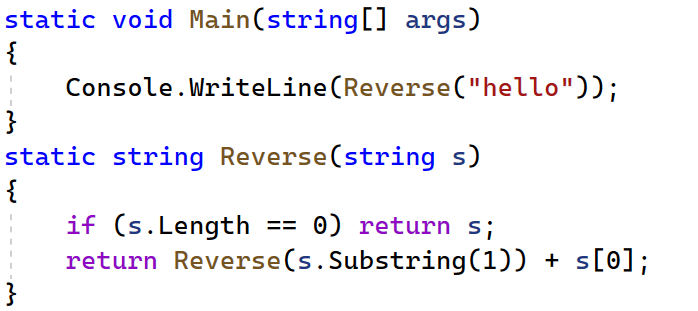 static void Main(string[] args)
{
    Console.WriteLine(Reverse("hello"));
}
static string Reverse(string s)
{
    if (s.Length == 0) return s;
    return Reverse(s.Substring(1)) + s[0];
}